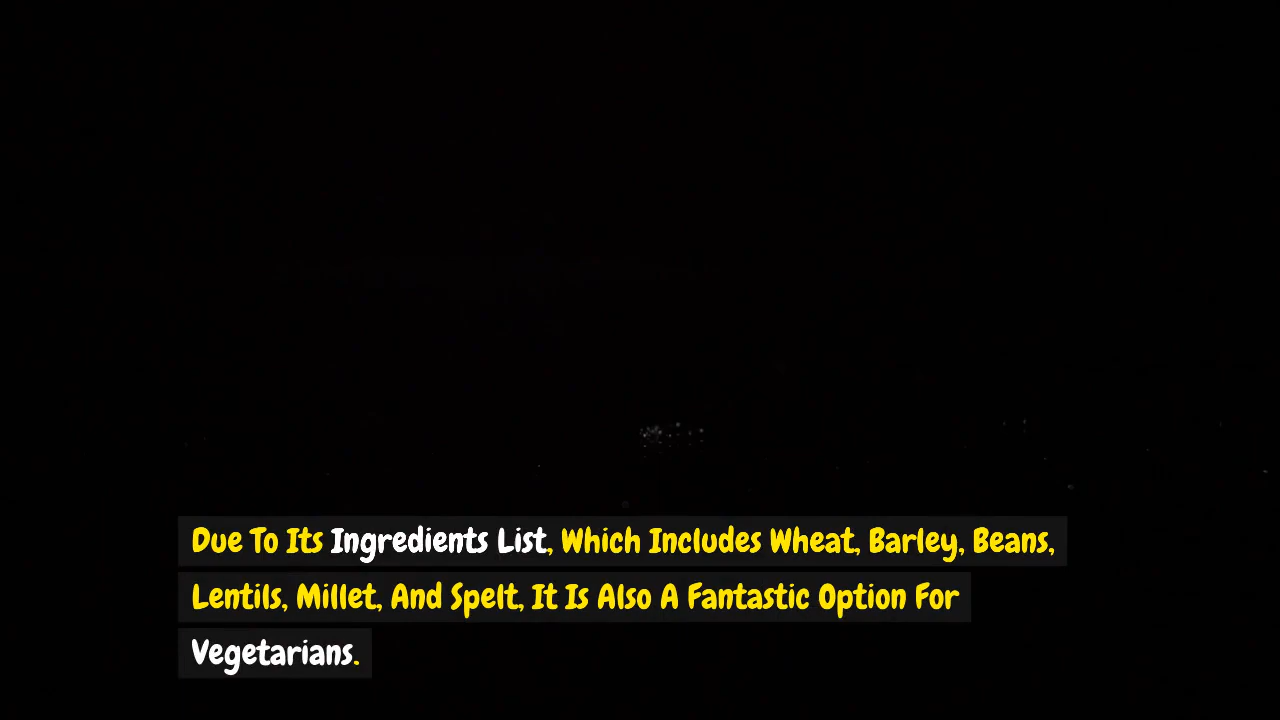 Due To Its Ingredients List, Which Includes Wheat, Barley, Beans,
Lentils, Millet, And Spelt, It Is Also A Fantastic Option For
Vegetarians.